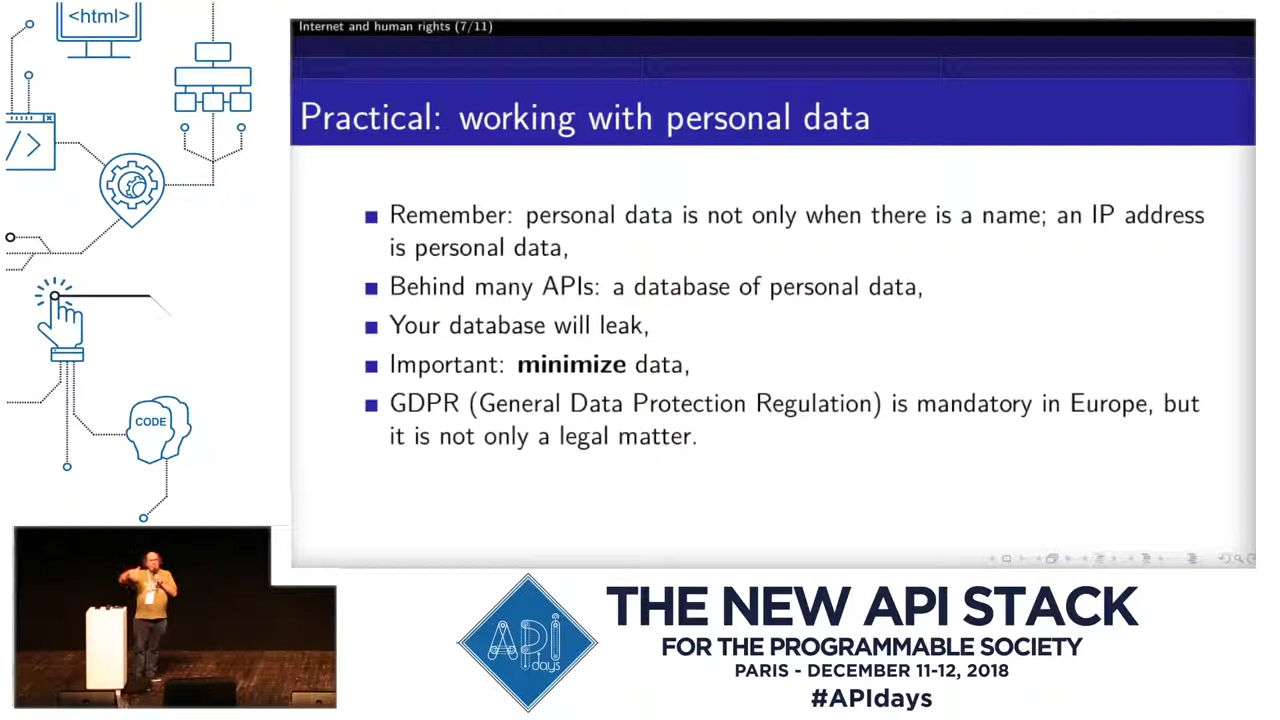 <html>
Internet and human rights (7/11)
Practical: working with personal data
</>
Remember: personal data is not only when there is a name; an IP address
is personal data,
Behind many APIs: a database of personal data,
Your database will leak,
Important: minimize data,
GDPR (General Data Protection Regulation) is mandatory in Europe, but
it is not only a legal matter.
CODE
API
days
THE NEW API STACK
FOR THE PROGRAMMABLE SOCIETY
PARIS - DECEMBER 11-12, 2018
#APIdays